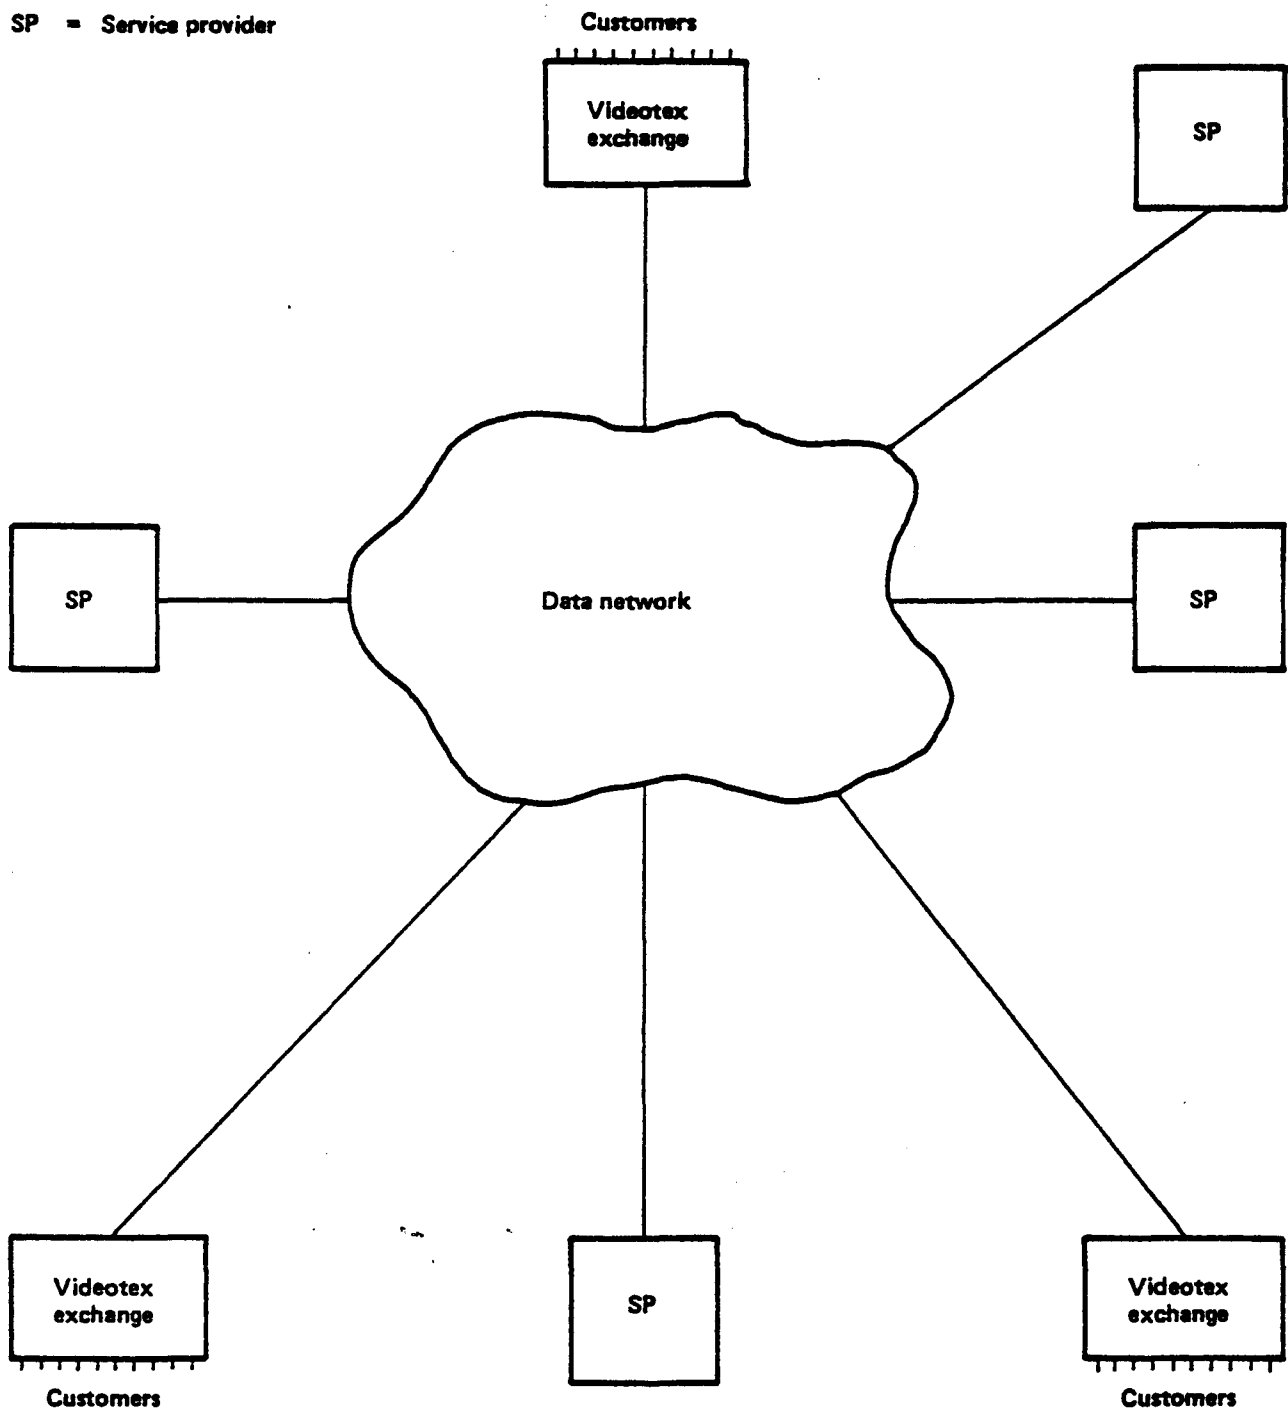 SP = Service provider
Customers
Videotex
exchange
SP
SP
Data network
SP
Videotex
exchange
Customers
SP
Videotex
exchange
Customers